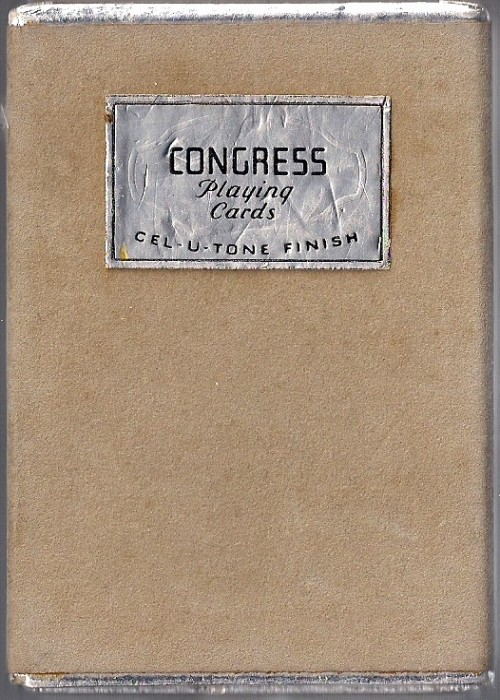 CONGRESS
Playing
Cards
CEL-U-TONE FINISH